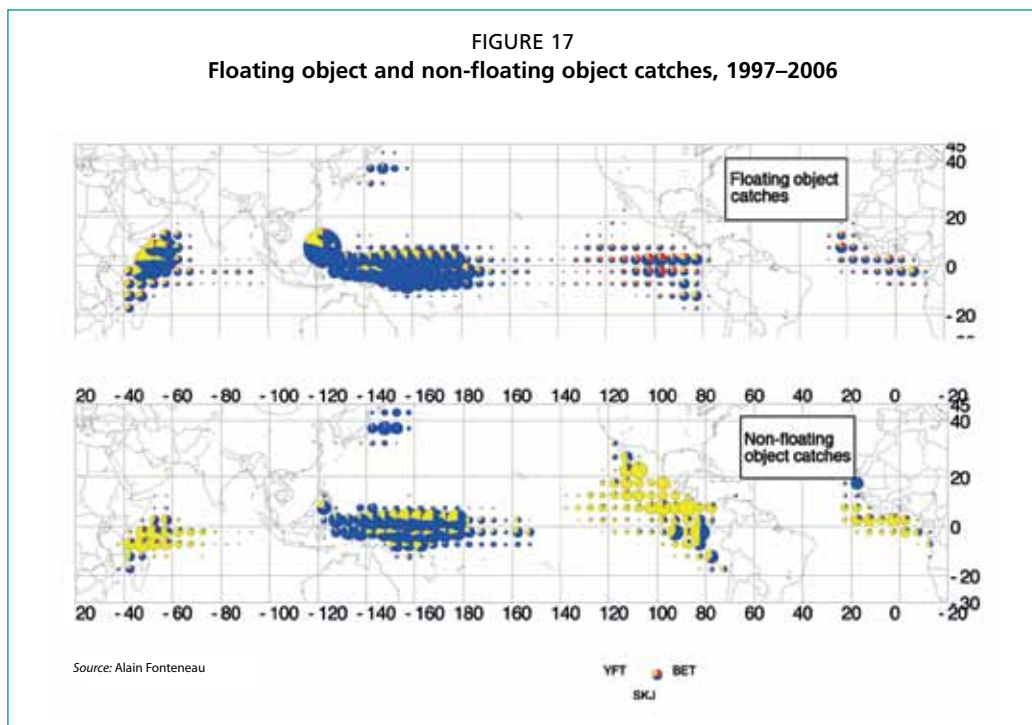 FIGURE 17
Floating object and non-floating object catches, 1997–2006
45
40
Floating object
catches
20
0
-20
20 -40 -60 -80 -100 -120 -140 -160 180 160 140 120 100 80 60 40 20 0 -20
45
40
Non-floating
object catches
20
0
-20
-30
20 -40 -60 -80 -100 -120 -140 -160 180 160 140 120 100 80 60 40 20 0 -20
Source: Alain Fonteneau
YFT BET
SKJ